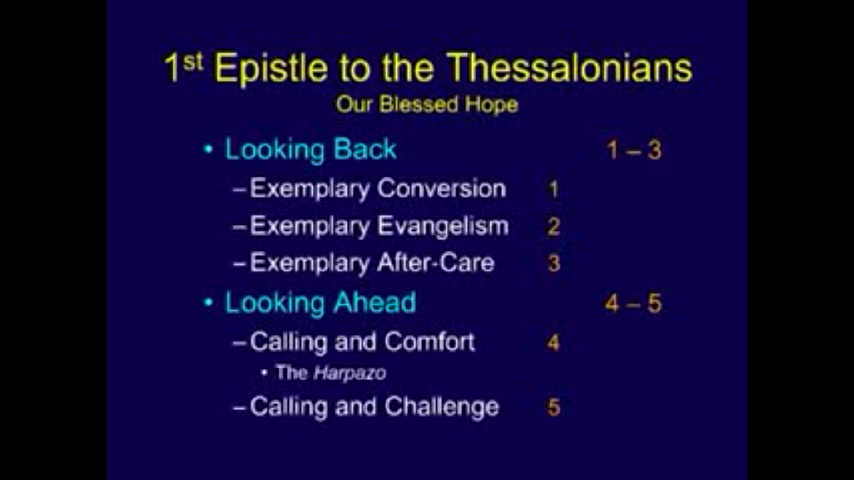 1st Epistle to the Thessalonians
Our Blessed Hope
• Looking Back 1 – 3
– Exemplary Conversion 1
– Exemplary Evangelism 2
– Exemplary After-Care 3
• Looking Ahead 4 – 5
– Calling and Comfort 4
• The Harpazo
– Calling and Challenge 5